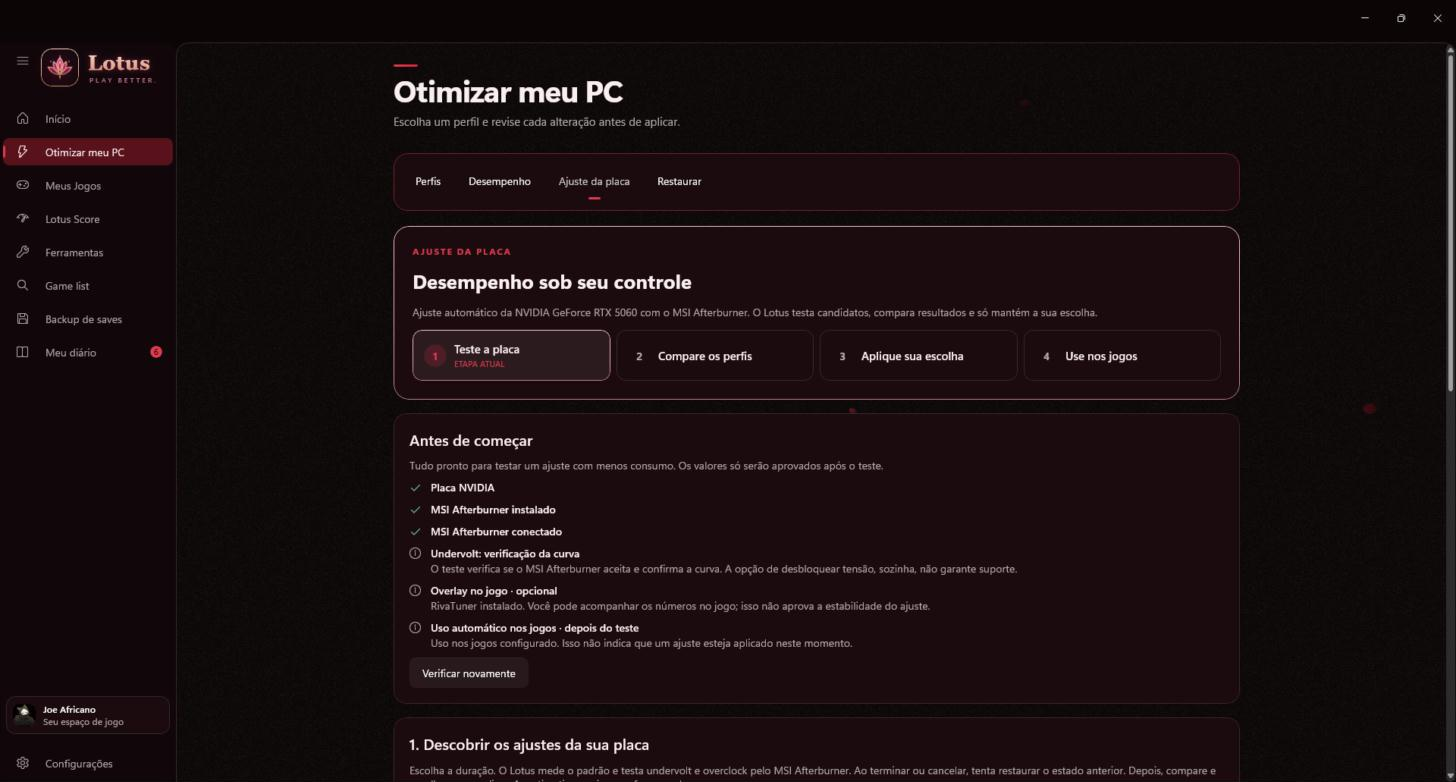 Lotus
PLAY BETTER.
Início
Otimizar meu PC
Meus Jogos
Lotus Score
Ferramentas
Game list
Backup de saves
Meu diário
6
Joe Africano
Seu espaço de jogo
Configurações
Otimizar meu PC
Escolha um perfil e revise cada alteração antes de aplicar.
Perfis
Desempenho
Ajuste da placa
Restaurar
AJUSTE DA PLACA
Desempenho sob seu controle
Ajuste automático da NVIDIA GeForce RTX 5060 com o MSI Afterburner. O Lotus testa candidatos, compara resultados e só mantém a sua escolha.
1
Teste a placa
ETAPA ATUAL
2
Compare os perfis
3
Aplique sua escolha
4
Use nos jogos
Antes de começar
Tudo pronto para testar um ajuste com menos consumo. Os valores só serão aprovados após o teste.
Placa NVIDIA
MSI Afterburner instalado
MSI Afterburner conectado
Undervolt: verificação da curva
O teste verifica se o MSI Afterburner aceita e confirma a curva. A opção de desbloquear tensão, sozinha, não garante suporte.
Overlay no jogo · opcional
RivaTuner instalado. Você pode acompanhar os números no jogo; isso não aprova a estabilidade do ajuste.
Uso automático nos jogos · depois do teste
Uso nos jogos configurado. Isso não indica que um ajuste esteja aplicado neste momento.
Verificar novamente
1. Descobrir os ajustes da sua placa
Escolha a duração. O Lotus mede o padrão e testa undervolt e overclock pelo MSI Afterburner. Ao terminar ou cancelar, tenta restaurar o estado anterior. Depois, compare e